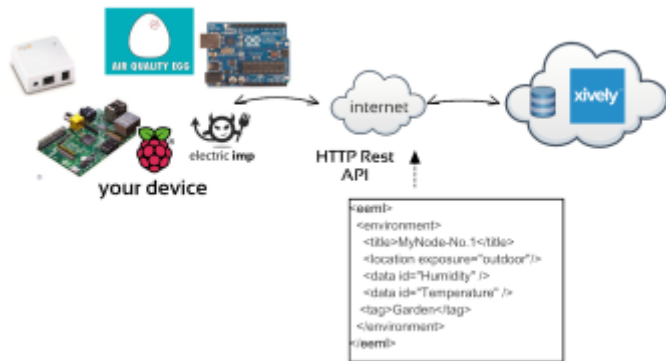 AIR QUALITY EGG
electric imp
your device
internet
HTTP Rest
API
xively
<eeml>
<environment>
<title>MyNode-No.1</title>
<location exposure="outdoor"/>
<data id="Humidity" />
<data id="Temperature" />
<tag>Garden</tag>
</environment>
</eeml>